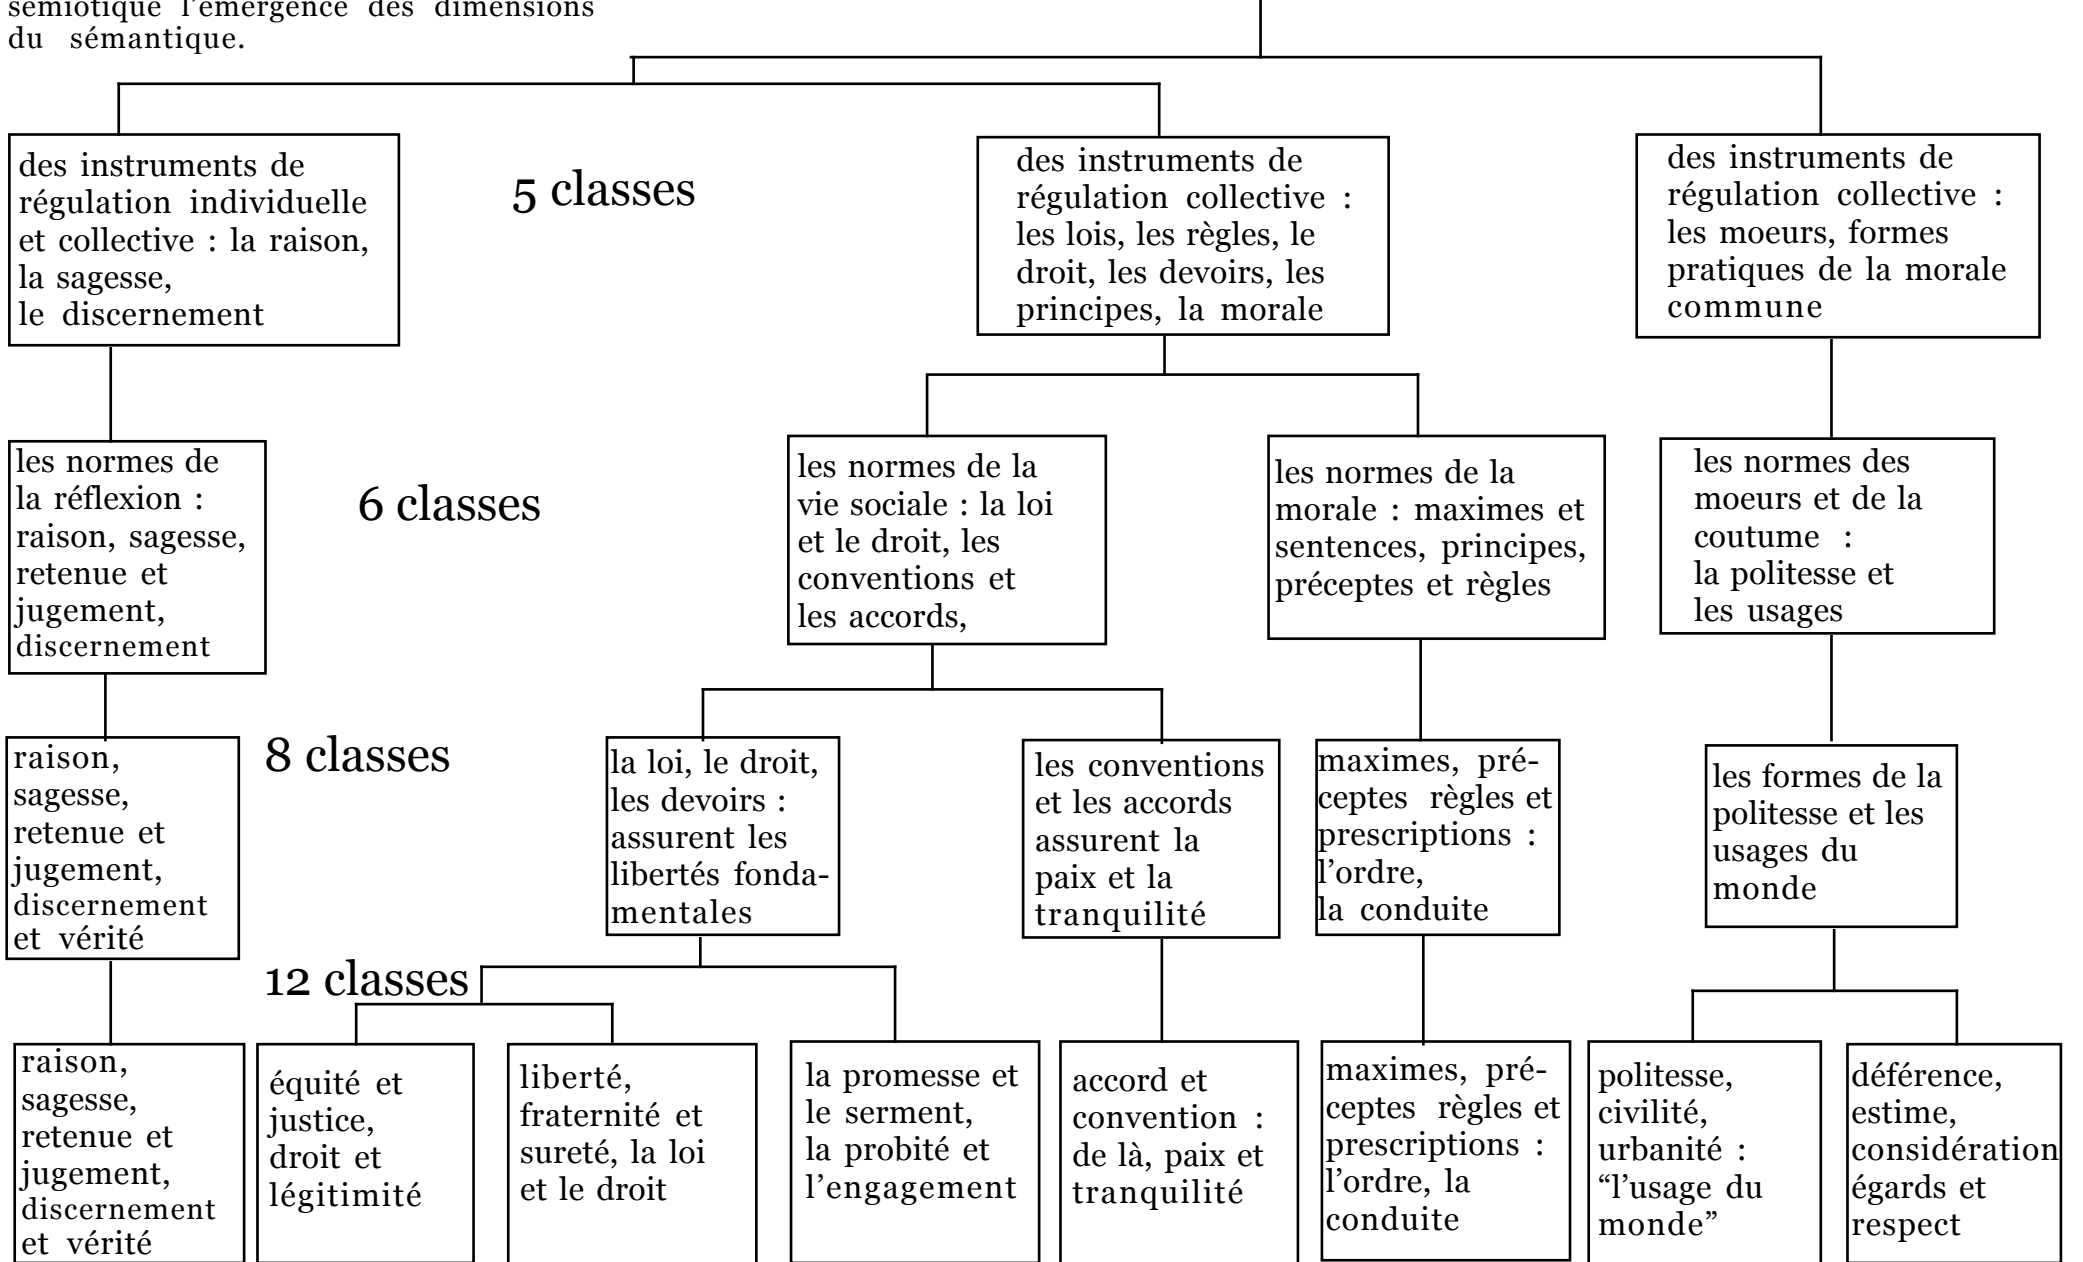 sémiotique l'émergence des dimensions
du sémantique.
des instruments de
régulation individuelle
et collective : la raison,
la sagesse,
le discernement
5 classes
des instruments de
régulation collective :
les lois, les règles, le
droit, les devoirs, les
principes, la morale
des instruments de
régulation collective :
les moeurs, formes
pratiques de la morale
commune
les normes de
la réflexion :
raison, sagesse,
retenue et
jugement,
discernement
6 classes
les normes de la
vie sociale : la loi
et le droit, les
conventions et
les accords,
les normes de la
morale : maximes et
sentences, principes,
préceptes et règles
les normes des
moeurs et de la
coutume :
la politesse et
les usages
raison,
sagesse,
retenue et
jugement,
discernement
et vérité
8 classes
la loi, le droit,
les devoirs :
assurent les
libertés fonda-
mentales
les conventions
et les accords
assurent la
paix et la
tranquilité
maximes, pré-
ceptes règles et
prescriptions :
l'ordre,
la conduite
les formes de la
politesse et les
usages du
monde
12 classes
raison,
sagesse,
retenue et
jugement,
discernement
et vérité
équité et
justice,
droit et
légitimité
liberté,
fraternité et
sureté, la loi
et le droit
la promesse et
le serment,
la probité et
l'engagement
accord et
convention :
de là, paix et
tranquilité
maximes, pré-
ceptes règles et
prescriptions :
l'ordre, la
conduite
politesse,
civilité,
urbanité :
“l'usage du
monde”
déférence,
estime,
considération
égards et
respect